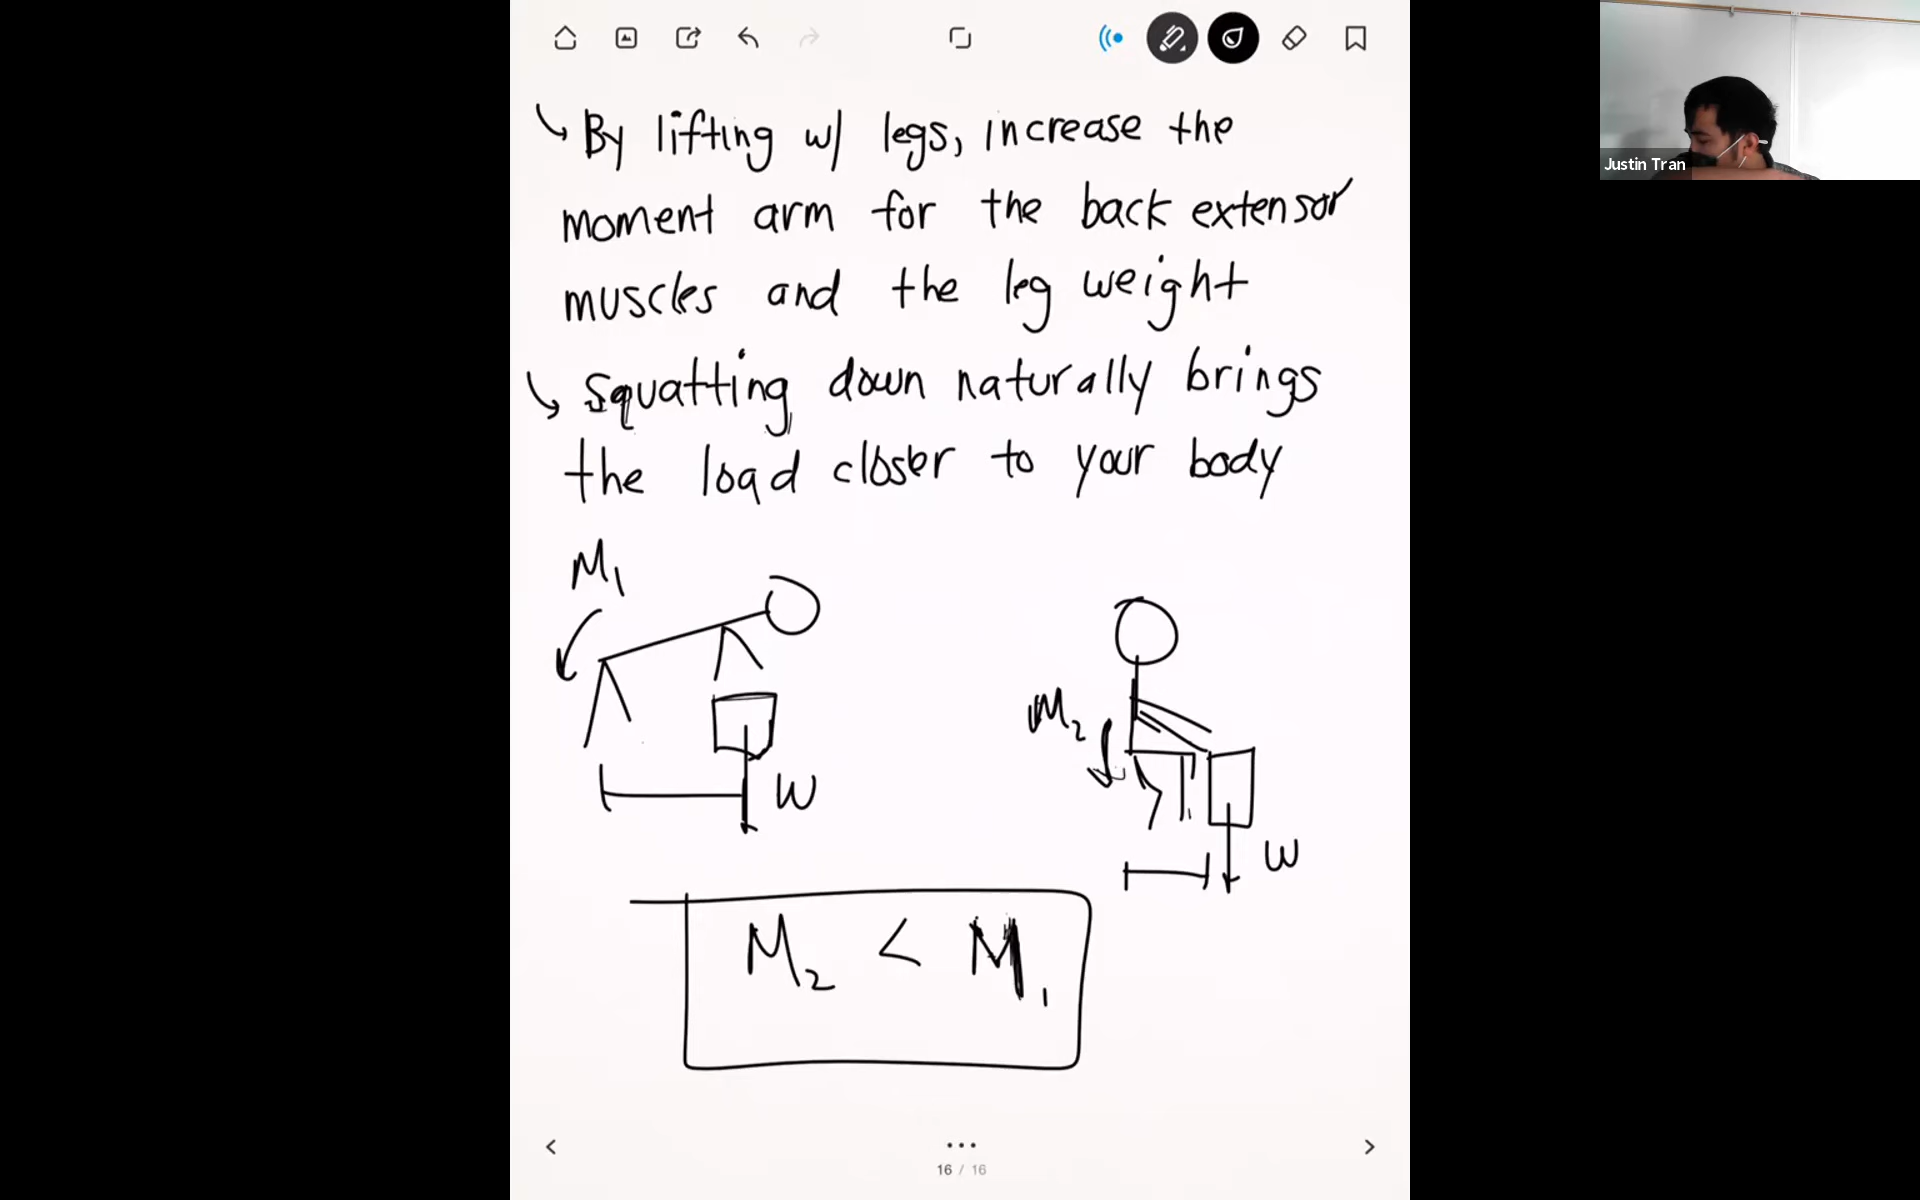 By lifting w/ legs, increase the
moment arm for the back extensor
muscles and the leg weight
Squatting down naturally brings
the load closer to your body
M1
M2
W
W
M2 < M1
16 / 16
Justin Tran